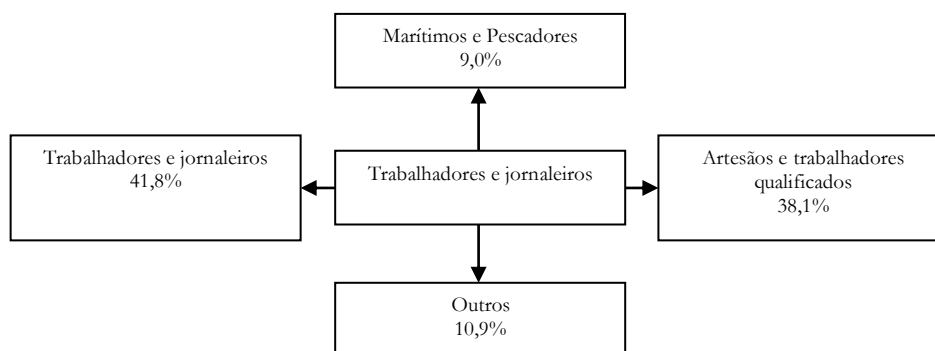 Marítimos e Pescadores
9,0%
Trabalhadores e jornaleiros
41,8%
Trabalhadores e jornaleiros
Artesãos e trabalhadores
qualificados
38,1%
Outros
10,9%